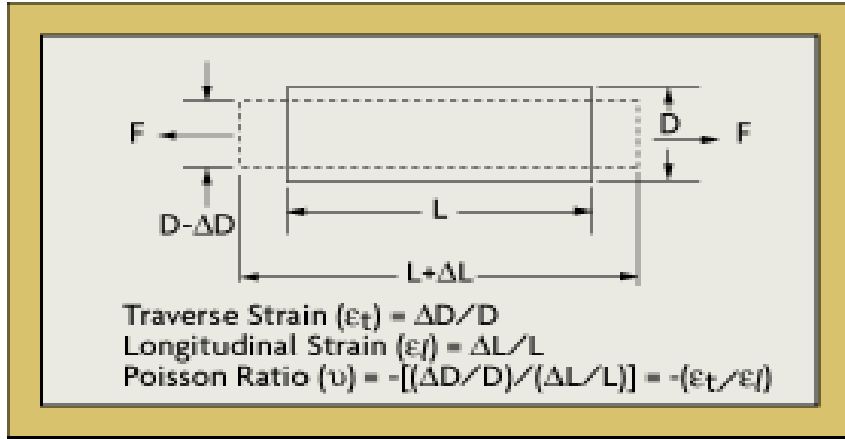 F
D
F
D-ΔD
L
L+ΔL
Traverse Strain (εt) = ΔD/D
Longitudinal Strain (εl) = ΔL/L
Poisson Ratio (υ) = -[(ΔD/D)/(ΔL/L)] = -(εt/εl)